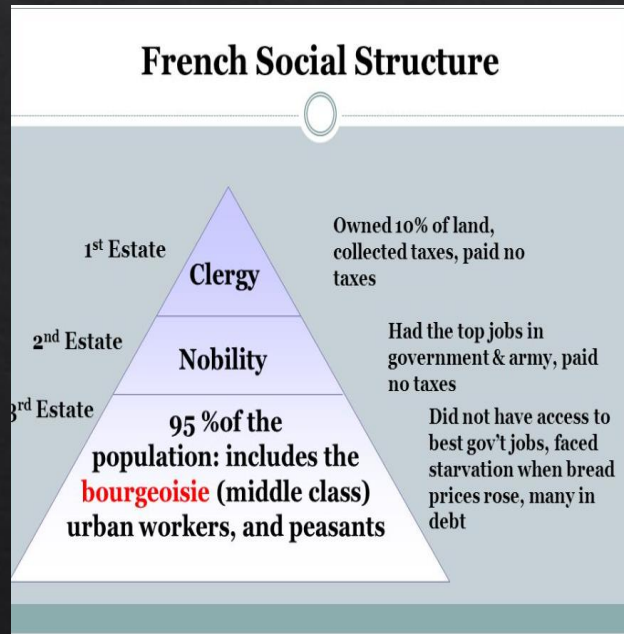 French Social Structure
1st Estate
Clergy
Owned 10% of land,
collected taxes, paid no
taxes
2nd Estate
Nobility
Had the top jobs in
government & army, paid
no taxes
3rd Estate
95 %of the
population: includes the
bourgeoisie (middle class)
urban workers, and peasants
Did not have access to
best gov't jobs, faced
starvation when bread
prices rose, many in
debt